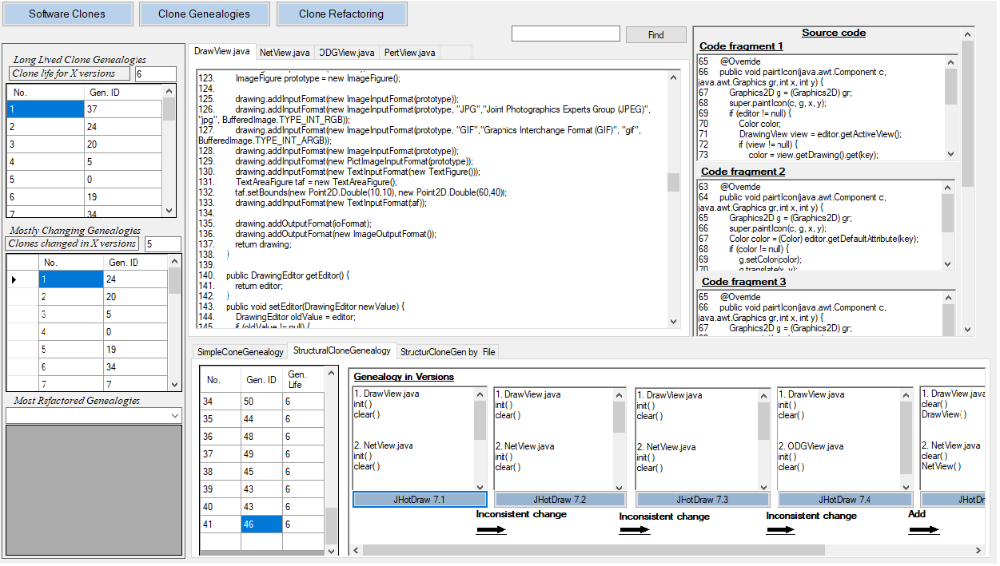 Software Clones
Clone Genealogies
Clone Refactoring
Find
Long Lived Clone Genealogies
Clone life for X versions 6
No. Gen. ID
1 37
2 24
3 20
4 5
5 0
6 19
7 34
Mostly Changing Genealogies
Clones changed in X versions 5
No. Gen. ID
1 24
2 20
3 5
4 0
5 19
6 34
7 7
Most Refactored Genealogies
DrawView.java NetView.java ODGView.java PertView.java
123. ImageFigure prototype = new ImageFigure();
124.
125. drawing.addInputFormat(new ImageInputFormat(prototype));
126. drawing.addInputFormat(new ImageInputFormat(prototype, "JPG","Joint Photographics Experts Group (JPEG)",
"jpg", BufferedImage.TYPE_INT_RGB));
127. drawing.addInputFormat(new ImageInputFormat(prototype, "GIF","Graphics Interchange Format (GIF)", "gif",
BufferedImage.TYPE_INT_ARGB));
128. drawing.addInputFormat(new ImageInputFormat(prototype));
129. drawing.addInputFormat(new PictImageInputFormat(prototype));
130. drawing.addInputFormat(new TextInputFormat(new TextFigure()));
131. TextAreaFigure taf = new TextAreaFigure();
132. taf.setBounds(new Point2D.Double(10,10), new Point2D.Double(60,40));
133. drawing.addInputFormat(new TextInputFormat(taf));
134.
135. drawing.addOutputFormat(ioFormat);
136. drawing.addOutputFormat(new ImageOutputFormat());
137. return drawing;
138. }
139.
140. public DrawingEditor getEditor() {
141. return editor;
142. }
143. public void setEditor(DrawingEditor newValue) {
144. DrawingEditor oldValue = editor;
145. if (oldValue != null) {
Source code
Code fragment 1
65 @Override
66 public void paintIcon(java.awt.Component c,
java.awt.Graphics gr, int x, int y) {
67 Graphics2D g = (Graphics2D) gr;
68 super.paintIcon(c, g, x, y);
69 if (editor != null) {
70 Color color;
71 DrawingView view = editor.getActiveView();
72 if (view != null) {
73 color = view.getDrawing().get(key);
Code fragment 2
63 @Override
64 public void paintIcon(java.awt.Component c,
java.awt.Graphics gr, int x, int y) {
65 Graphics2D g = (Graphics2D) gr;
66 super.paintIcon(c, g, x, y);
67 Color color = (Color) editor.getDefaultAttribute(key);
68 if (color != null) {
69 g.setColor(color);
70 g.translate(x, y);
Code fragment 3
65 @Override
66 public void paintIcon(java.awt.Component c,
java.awt.Graphics gr, int x, int y) {
67 Graphics2D g = (Graphics2D) gr;
SimpleConeGenealogy StructuralCloneGenealogy StructurCloneGen by File
No. Gen. ID Gen. Life
34 50 6
35 44 6
36 48 6
37 49 6
38 45 6
39 43 6
40 43 6
41 46 6
Genealogy in Versions
1. DrawView.java
init( )
clear( )
2. NetView.java
init( )
clear( )
JHotDraw 7.1
Inconsistent change
1. DrawView.java
init( )
clear( )
2. NetView.java
init( )
clear( )
JHotDraw 7.2
Inconsistent change
1. DrawView.java
init( )
clear( )
2. NetView.java
init( )
clear( )
JHotDraw 7.3
Inconsistent change
1. DrawView.java
init( )
clear( )
2. ODGView.java
init( )
clear( )
JHotDraw 7.4
Add
1. DrawView.java
clear( )
DrawView( )
2. NetView.java
clear( )
NetView( )
JHotDr